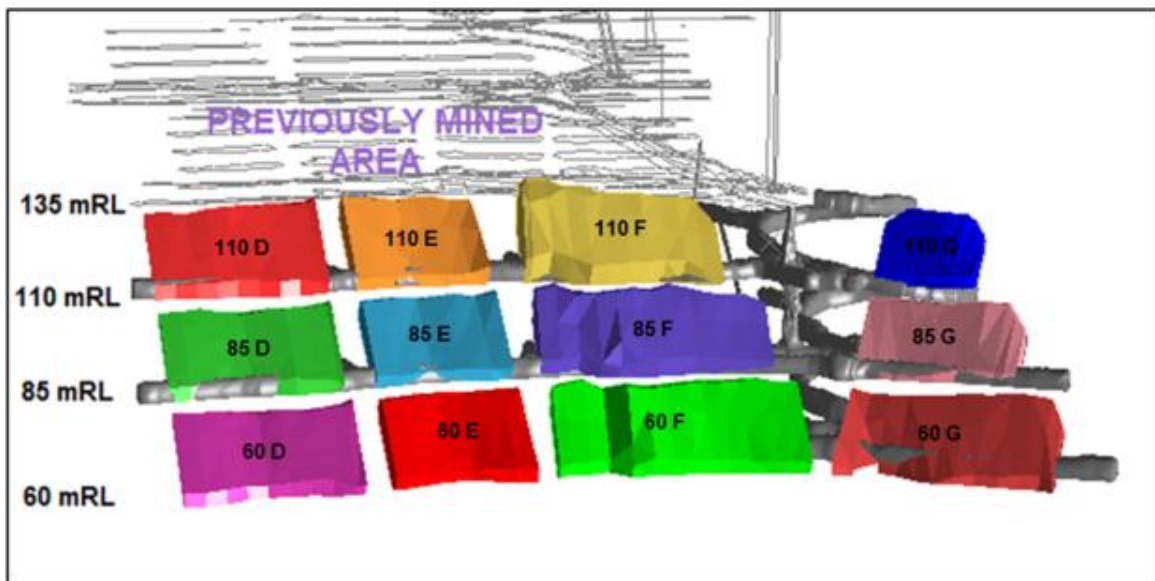 PREVIOUSLY MINED
AREA
135 mRL
110 D
110 E
110 F
110 G
110 mRL
85 D
85 E
85 F
85 G
85 mRL
60 D
60 E
60 F
60 G
60 mRL